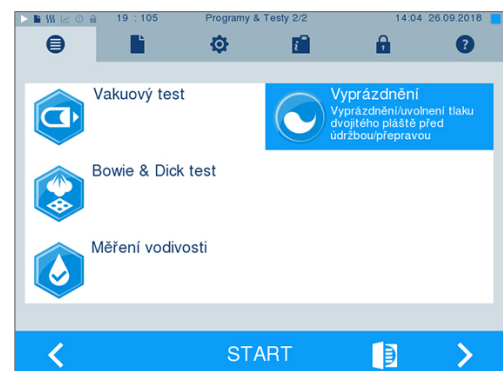 19 : 105 Programy & Testy 2/2 14:04 26.09.2018
Vakuový test
Vyprázdnění
Vyprázdnění/uvolnení tlaku
dvojitého pláště před
údržbou/přepravou
Bowie & Dick test
Měření vodivosti
START